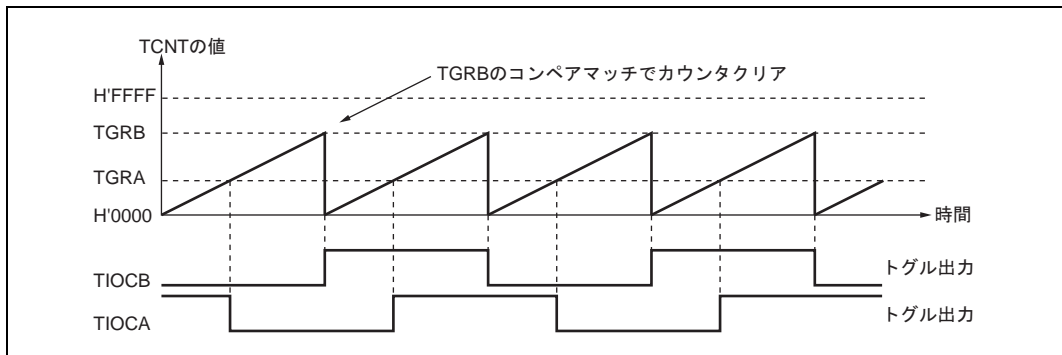 TCNTの値
TGRBのコンペアマッチでカウンタクリア
H'FFFF
TGRB
TGRA
H'0000
時間
TIOCB
トグル出力
TIOCA
トグル出力